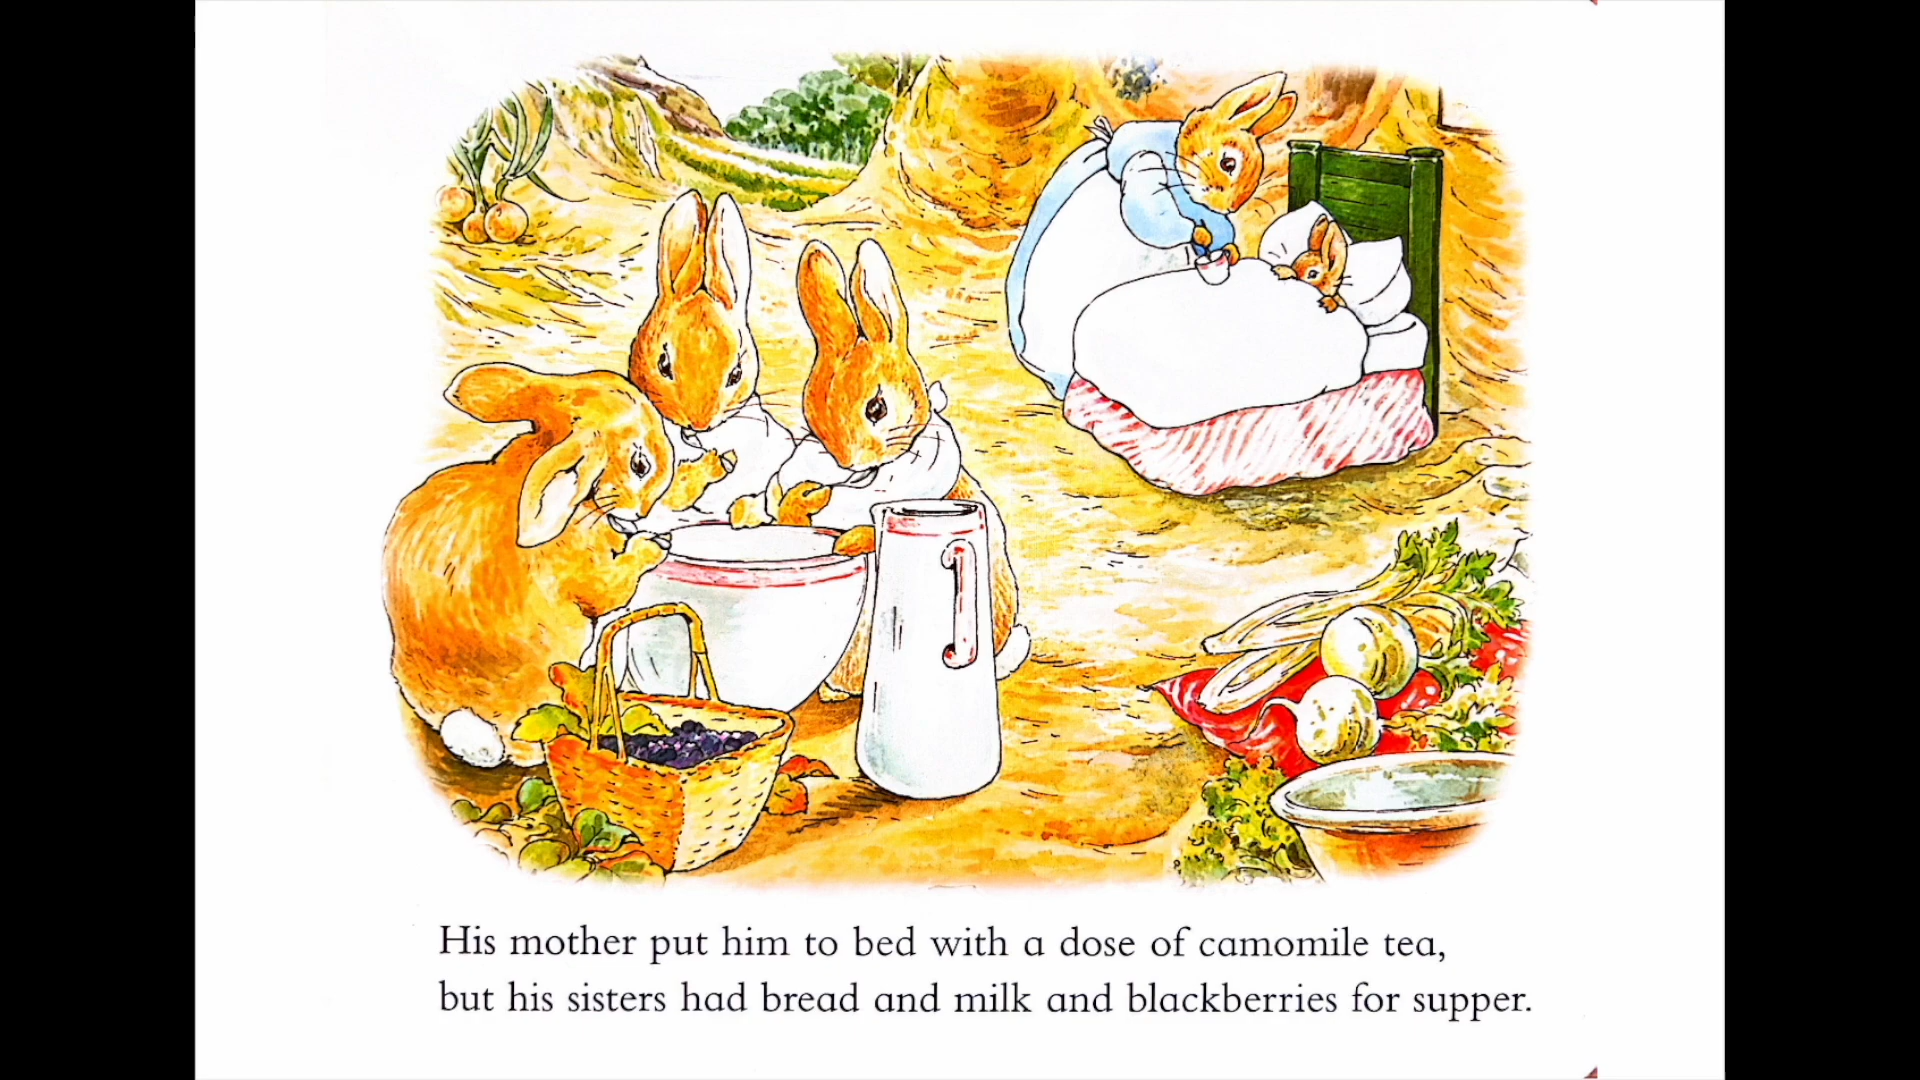 His mother put him to bed with a dose of camomile tea,
but his sisters had bread and milk and blackberries for supper.